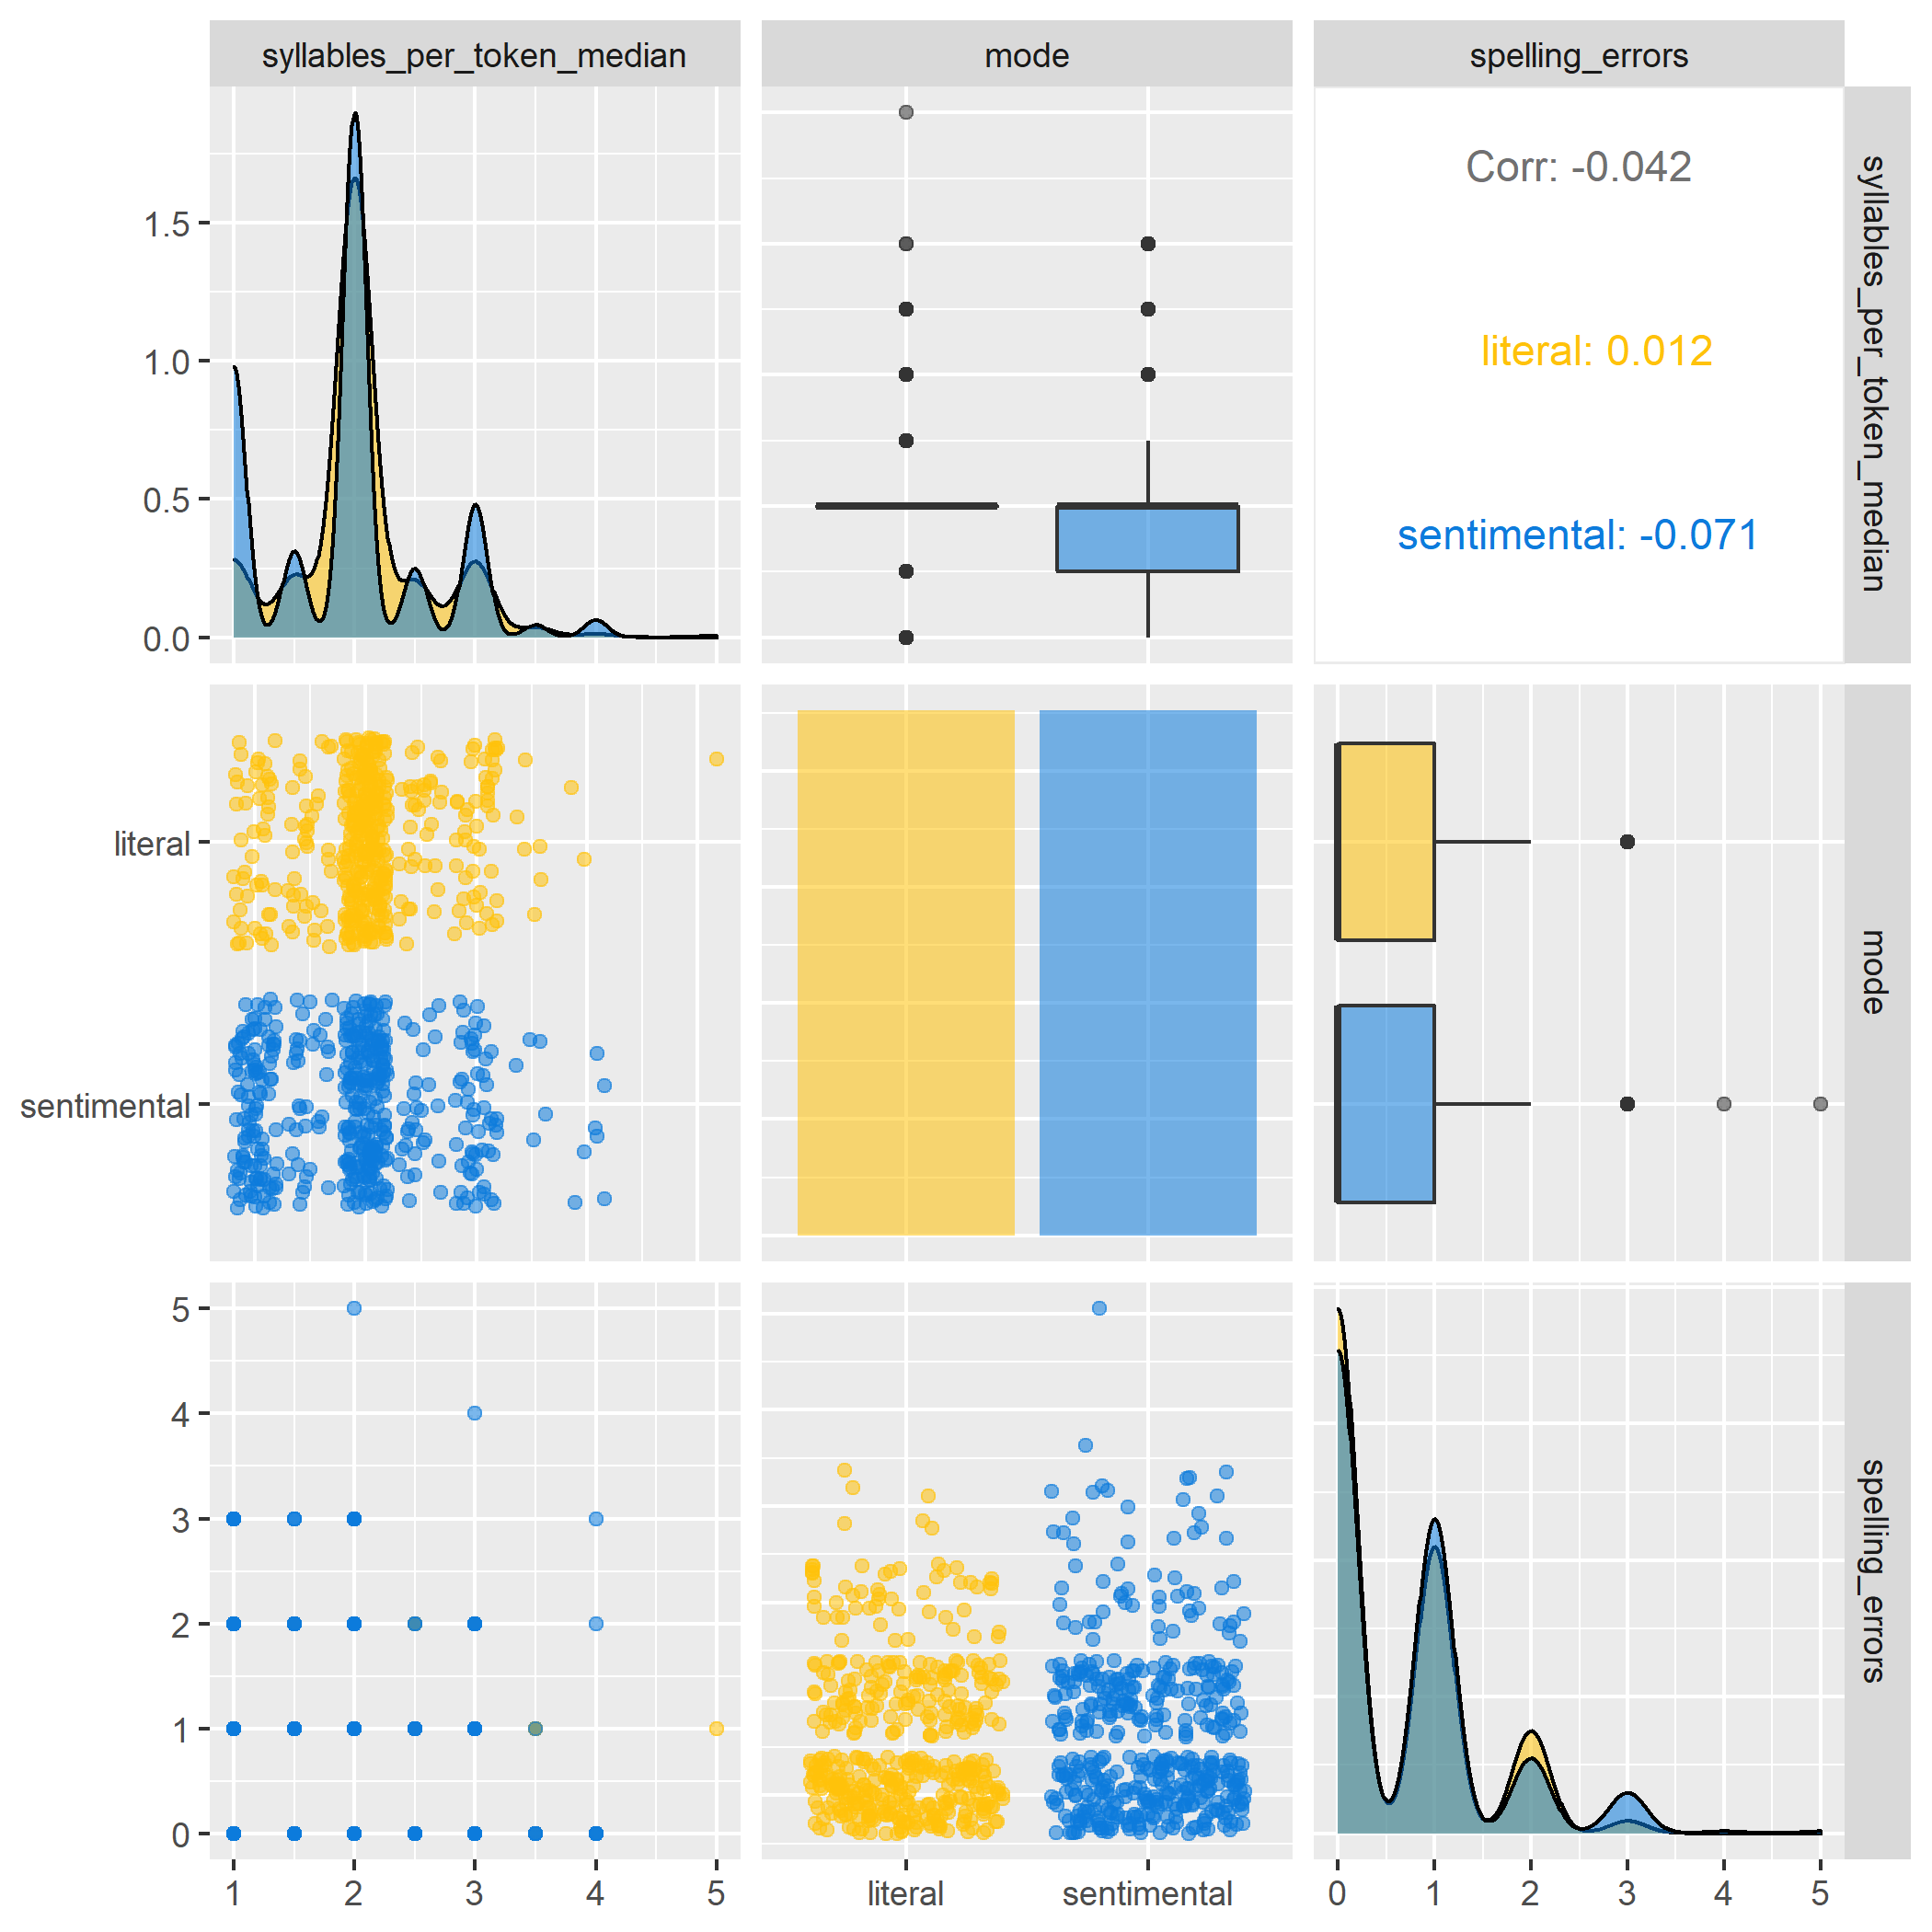 syllables_per_token_median
mode
spelling_errors
1.5
1.0
0.5
0.0
Corr: -0.042
literal: 0.012
sentimental: -0.071
syllables_per_token_median
literal
sentimental
mode
5
4
3
2
1
0
spelling_errors
1 2 3 4 5
literal sentimental
0 1 2 3 4 5